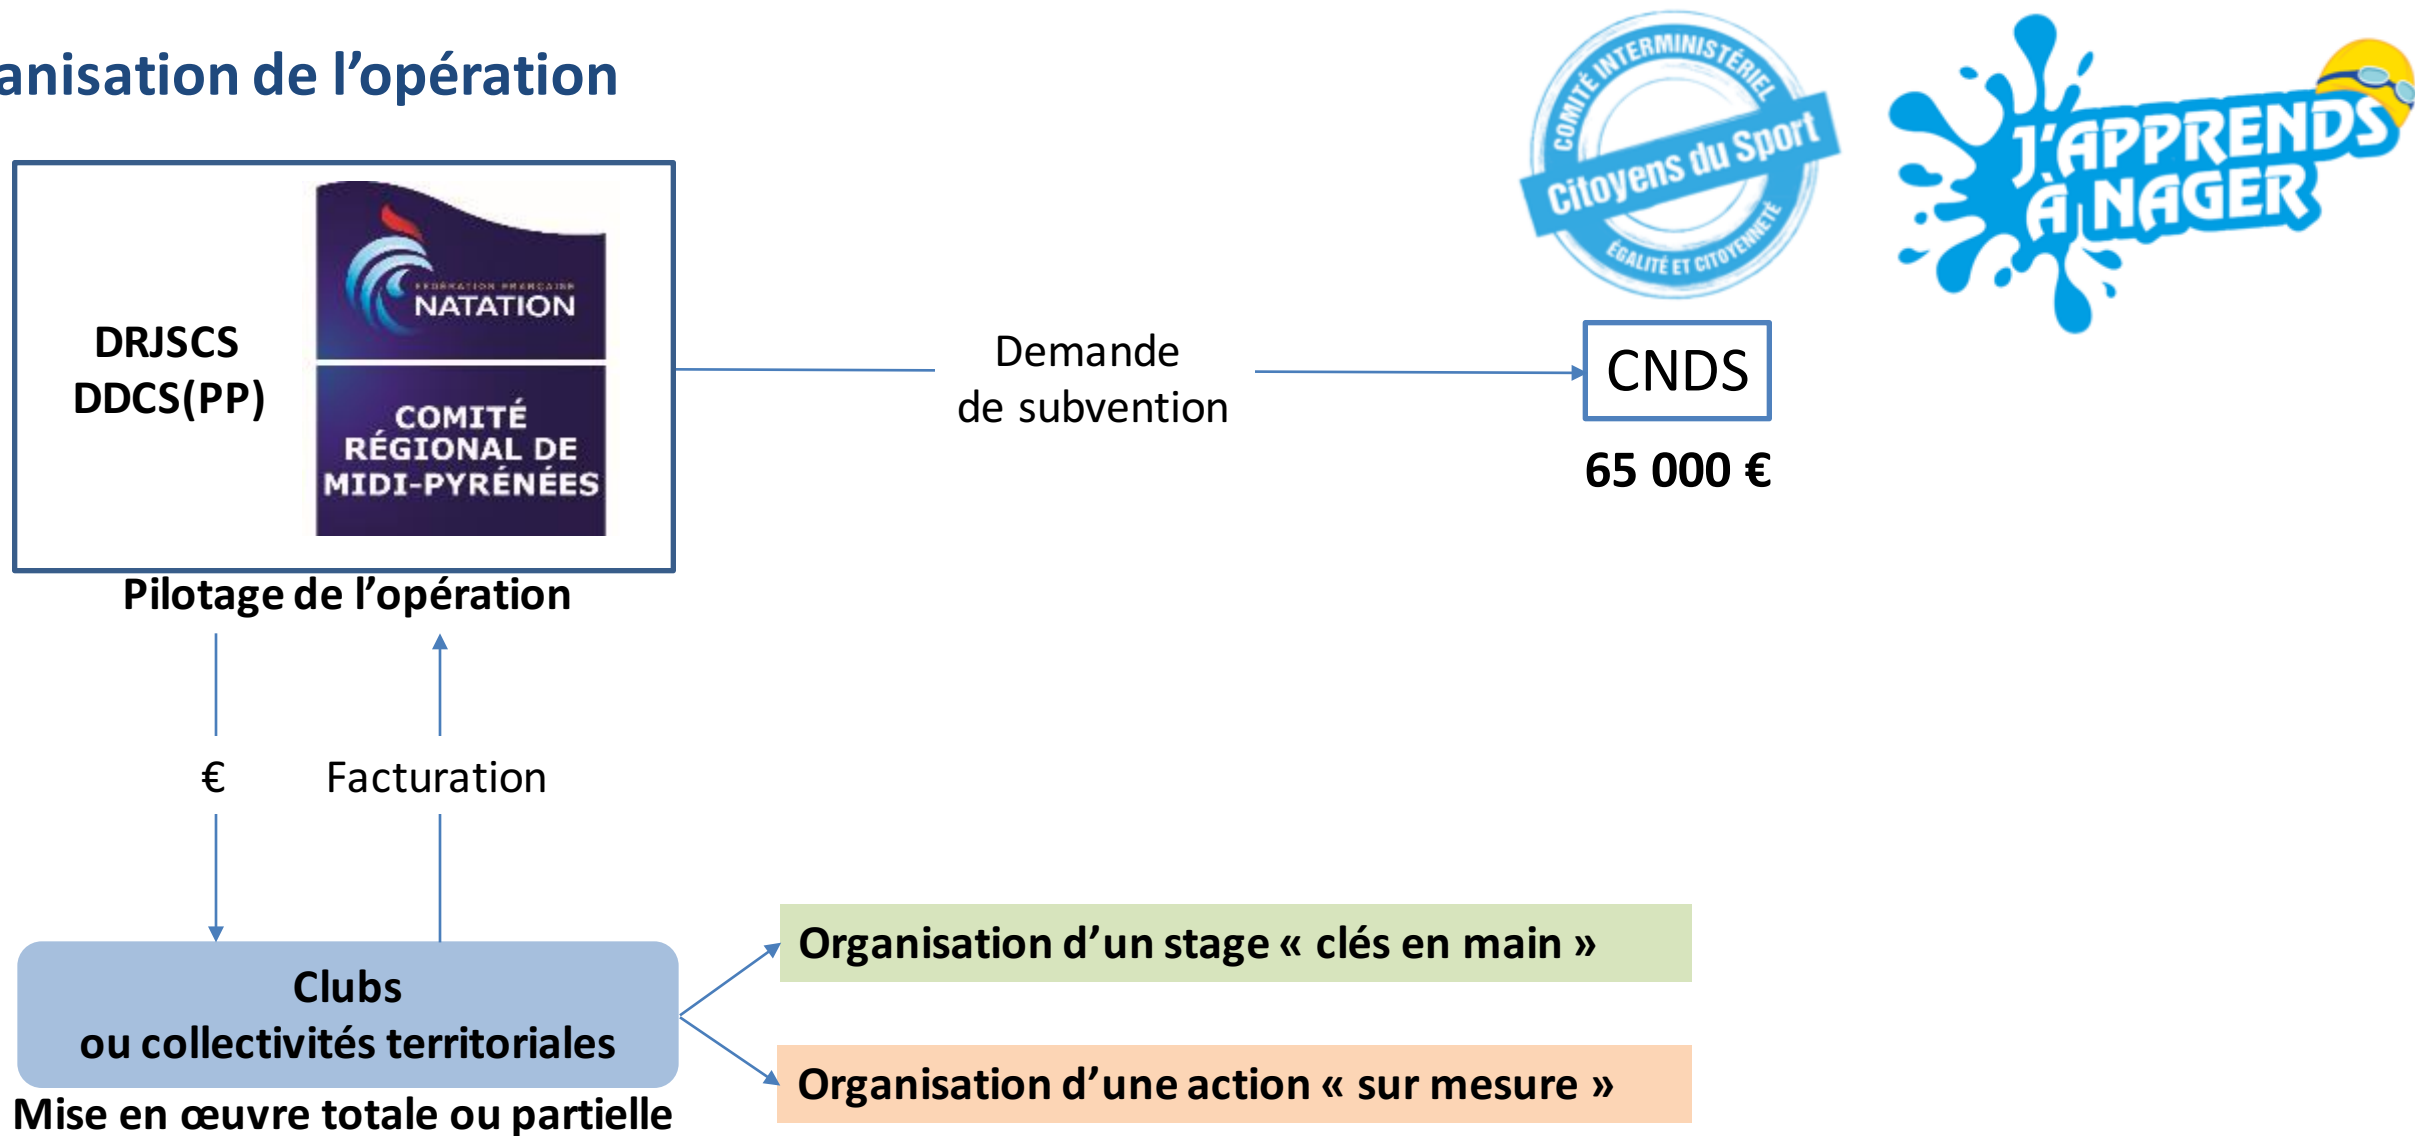 anisation de l’opération
COMITÉ INTERMINISTÉRIEL
Citoyens du Sport
ÉGALITÉ ET CITOYENNETÉ
J'APPRENDS
À NAGER
DRJSCS
DDCS(PP)
FÉDÉRATION FRANÇAISE
NATATION
COMITÉ
RÉGIONAL DE
MIDI-PYRÉNÉES
Demande
de subvention
CNDS
65 000 €
Pilotage de l’opération
€ Facturation
Clubs
ou collectivités territoriales
Mise en œuvre totale ou partielle
Organisation d’un stage « clés en main »
Organisation d’une action « sur mesure »